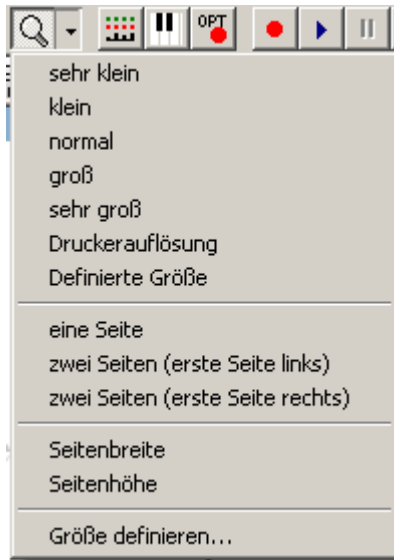 OPT
sehr klein
klein
normal
groß
sehr groß
Druckerauflösung
Definierte Größe
eine Seite
zwei Seiten (erste Seite links)
zwei Seiten (erste Seite rechts)
Seitenbreite
Seitenhöhe
Größe definieren...